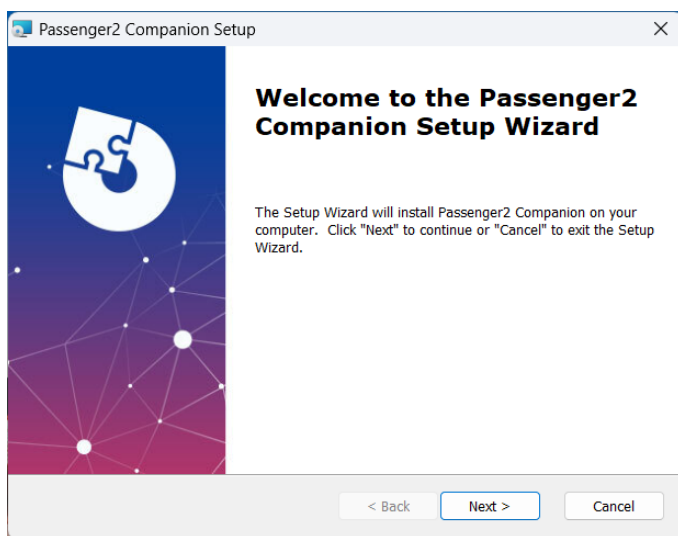 Passenger2 Companion Setup
Welcome to the Passenger2
Companion Setup Wizard
The Setup Wizard will install Passenger2 Companion on your
computer.  Click "Next" to continue or "Cancel" to exit the Setup
Wizard.
< Back
Next >
Cancel